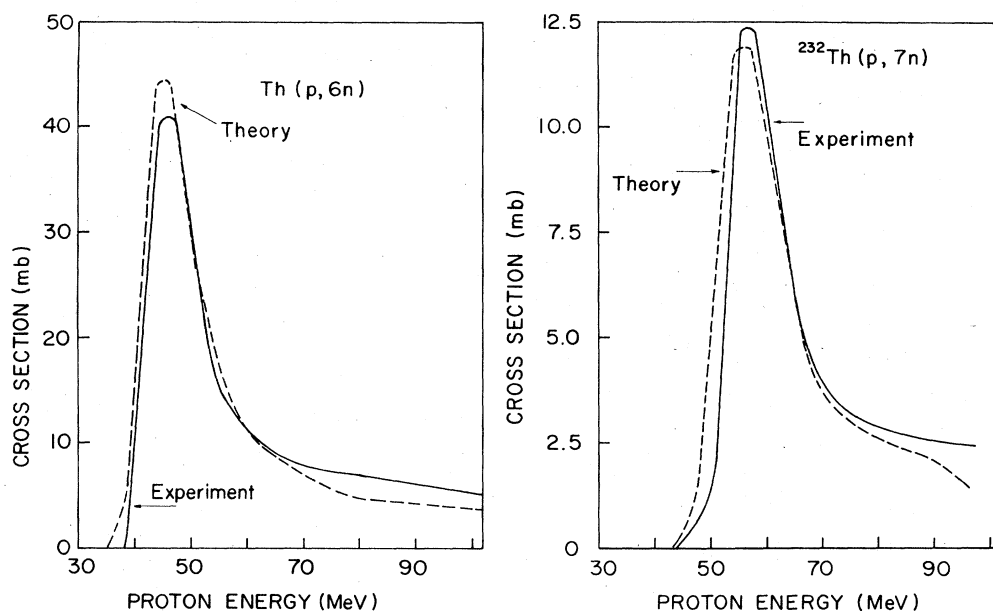 50
40
30
20
10
0
CROSS SECTION (mb)
Th (p, 6n)
Theory
Experiment
30
50
70
90
PROTON ENERGY (MeV)
12.5
10.0
7.5
5.0
2.5
0
CROSS SECTION (mb)
²³²Th (p, 7n)
Experiment
Theory
30
50
70
90
PROTON ENERGY (MeV)